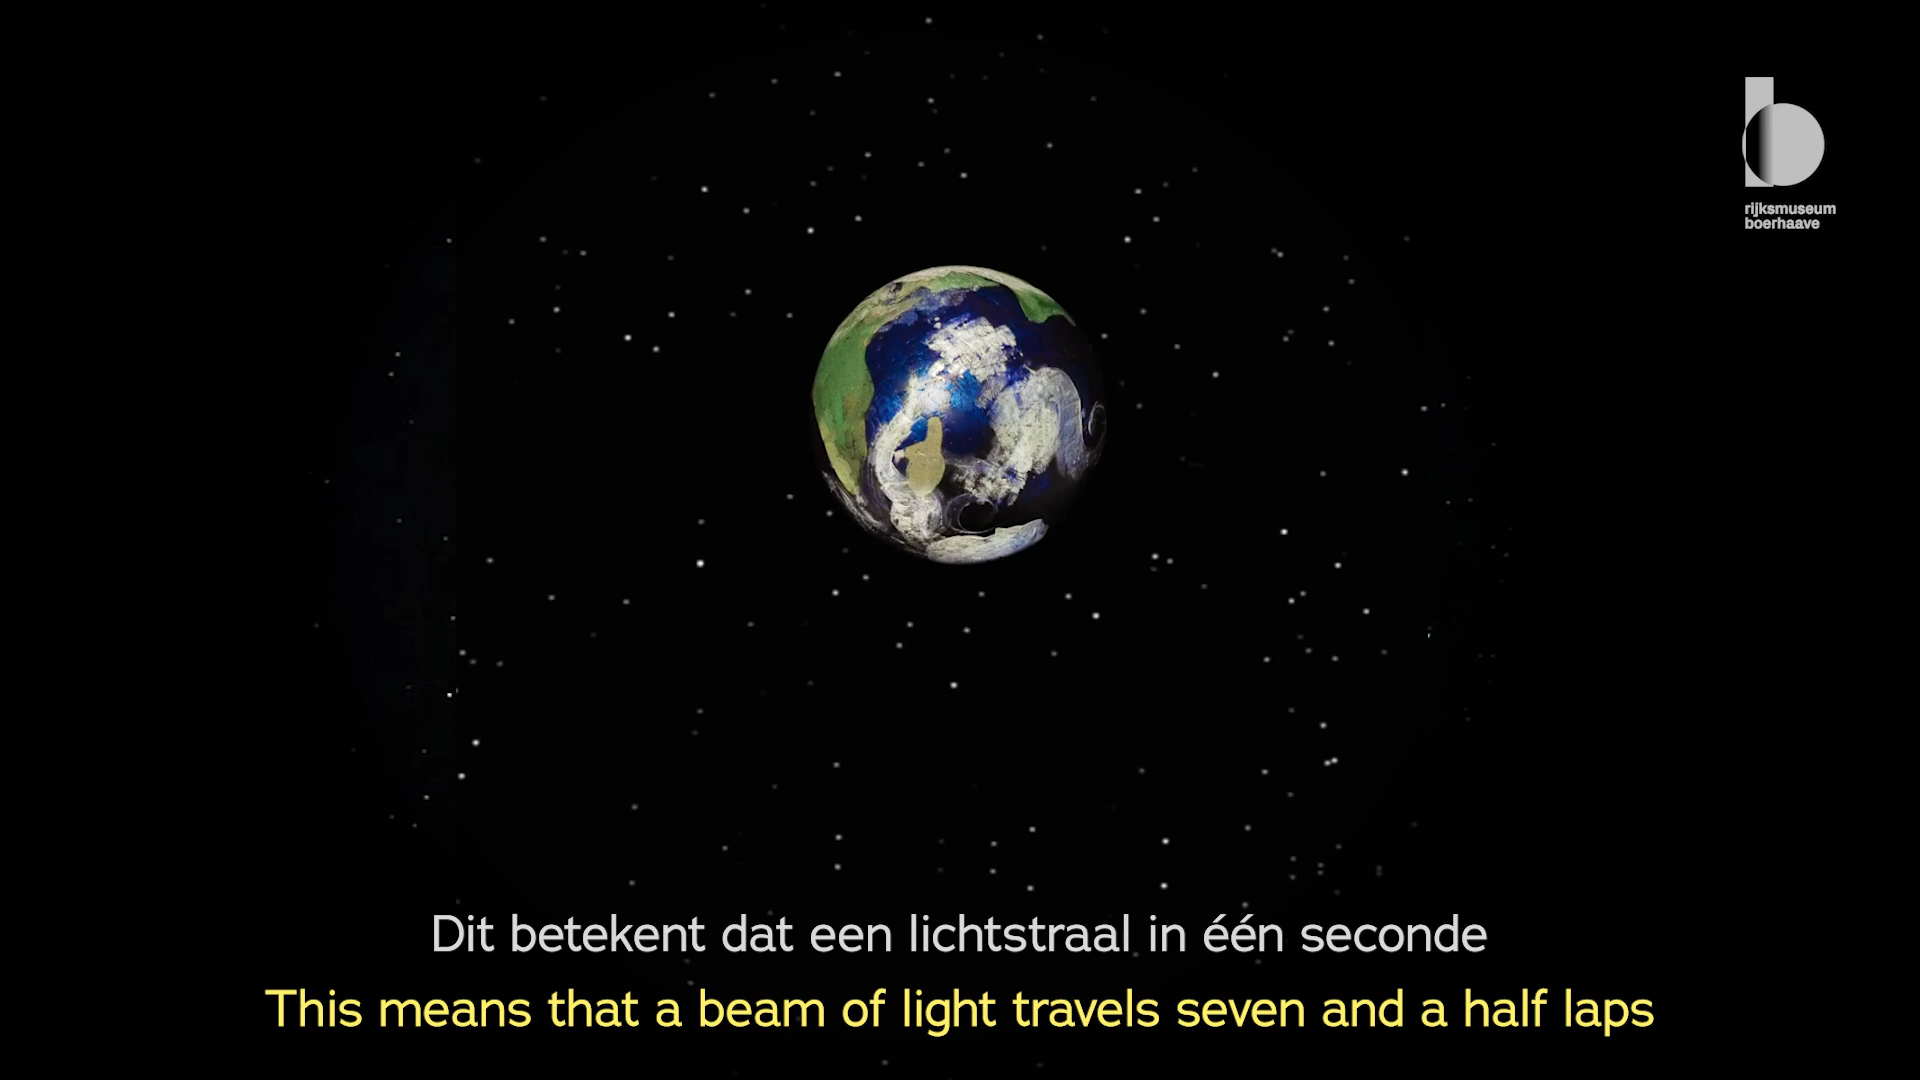 rijksmuseum
boerhaave
Dit betekent dat een lichtstraal in één seconde
This means that a beam of light travels seven and a half laps